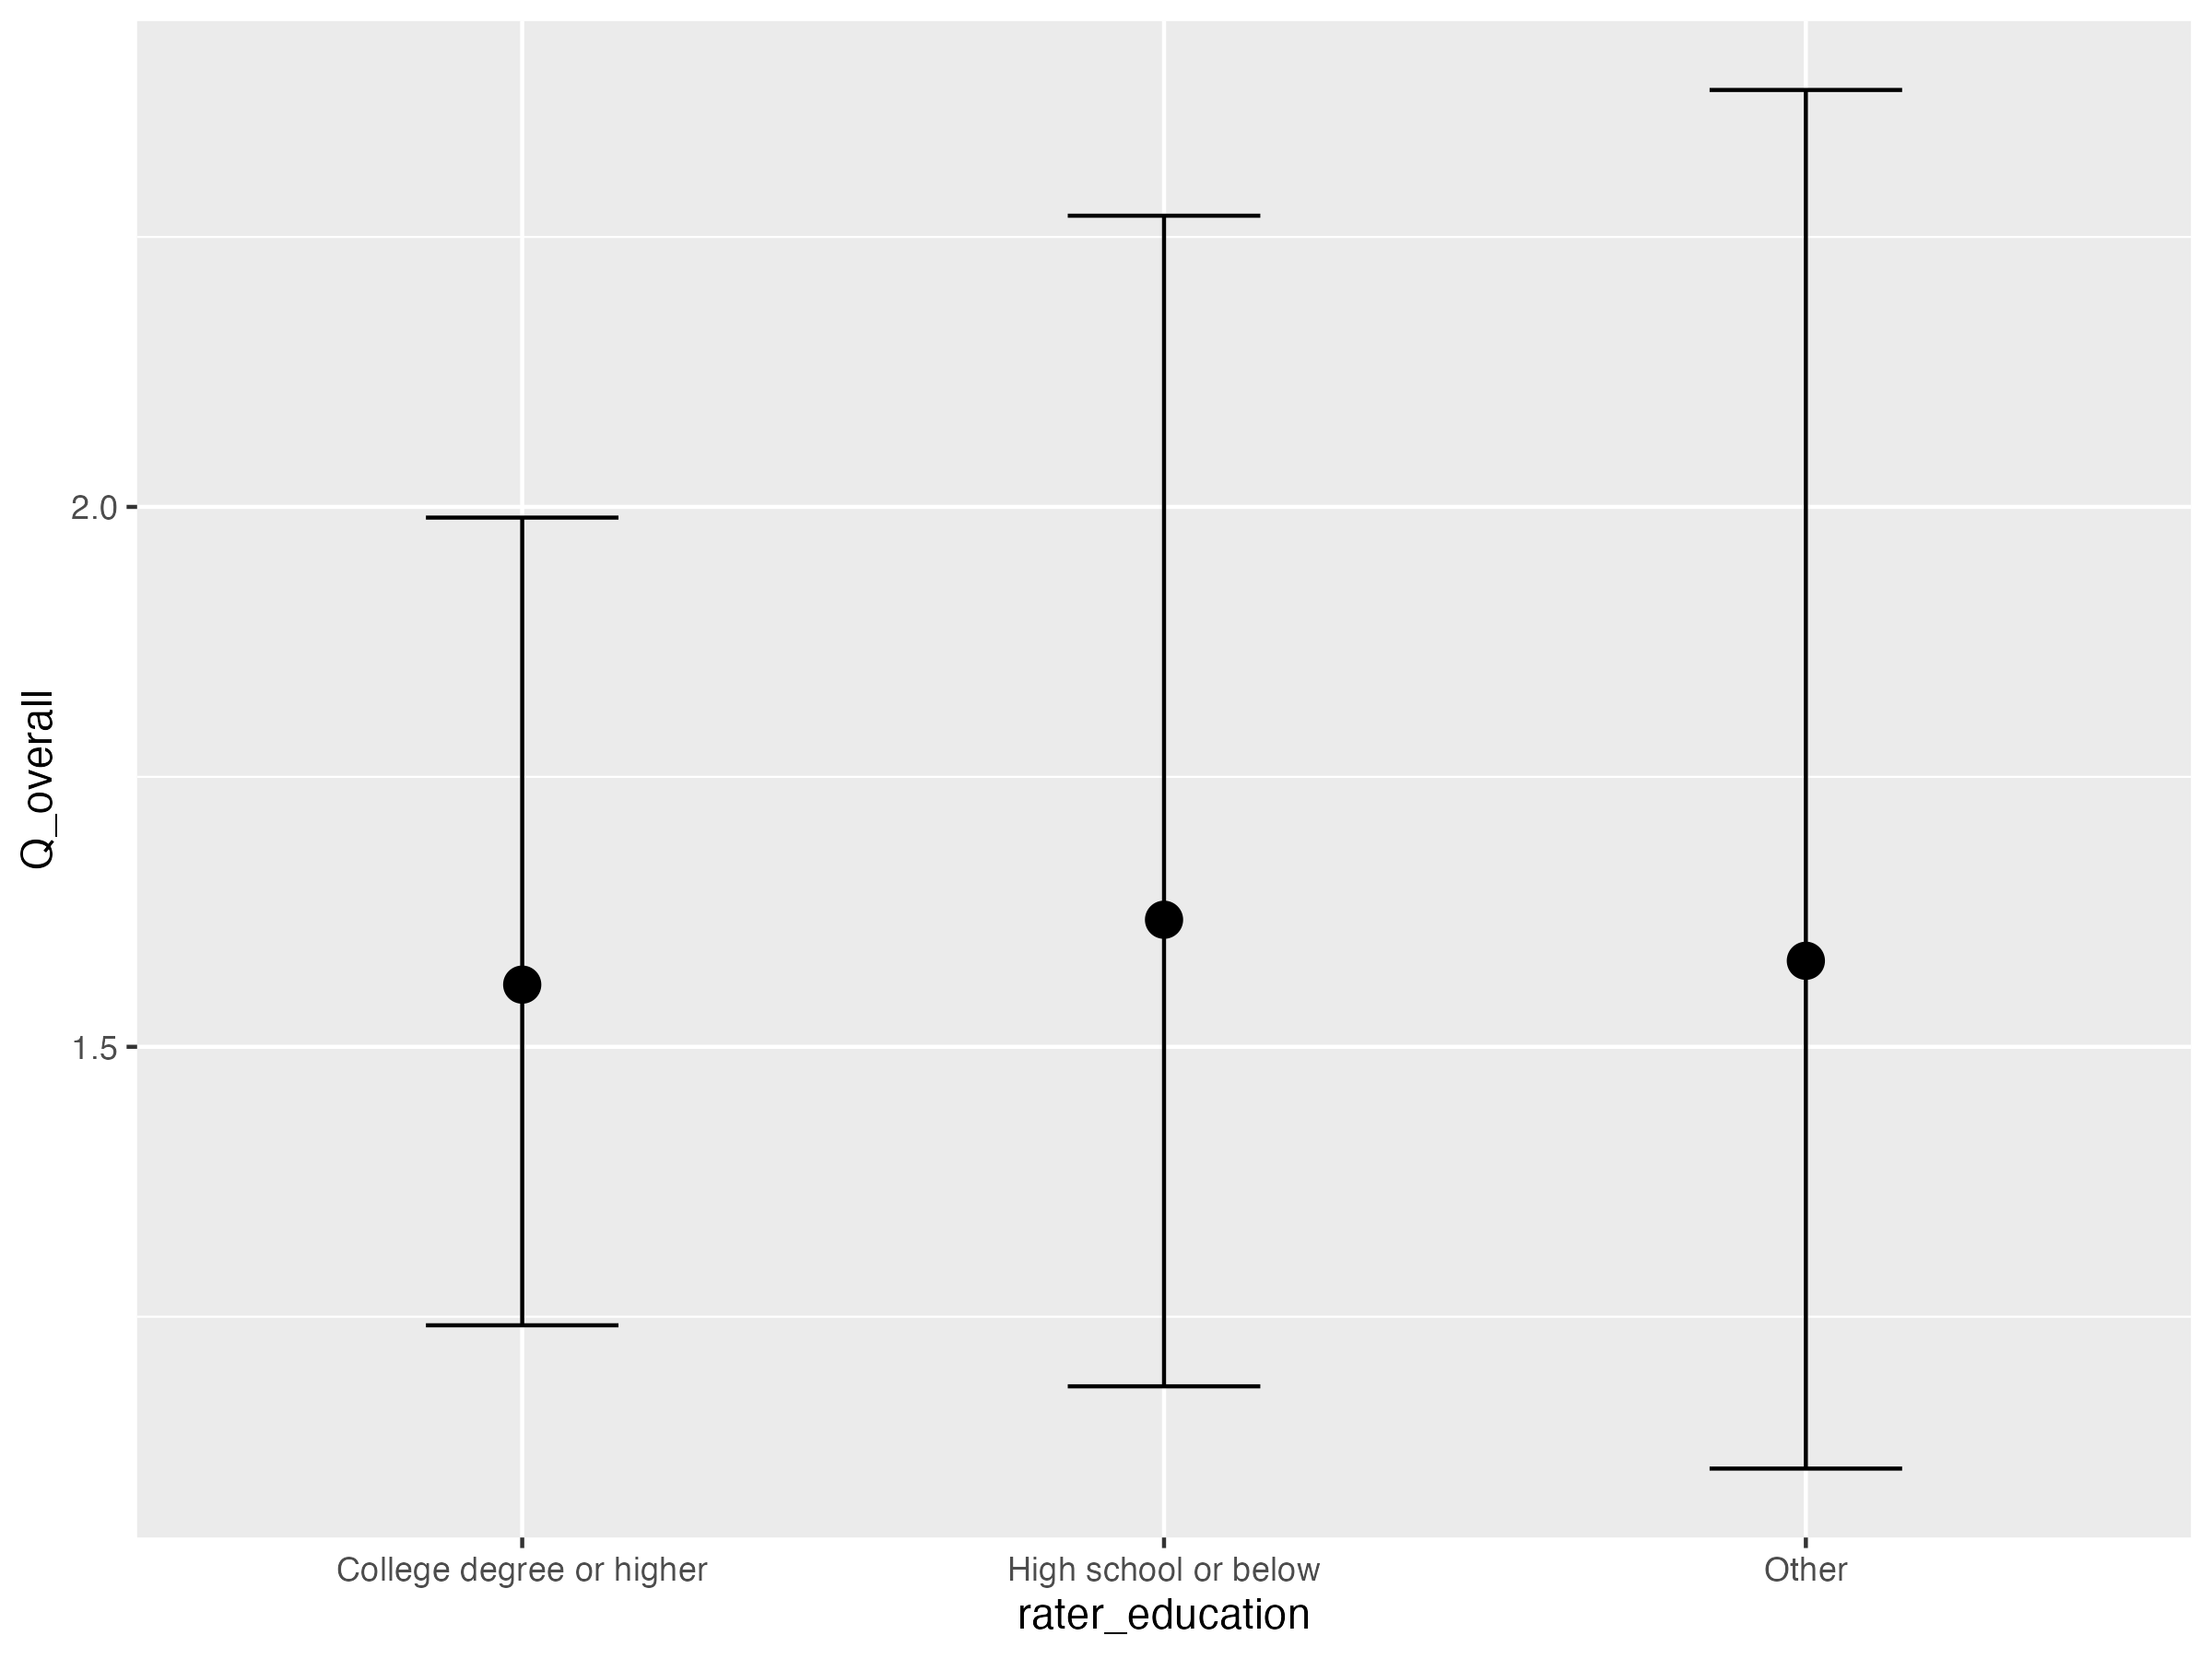 Q_overall
2.0
1.5
College degree or higher
High school or below
Other
rater_education